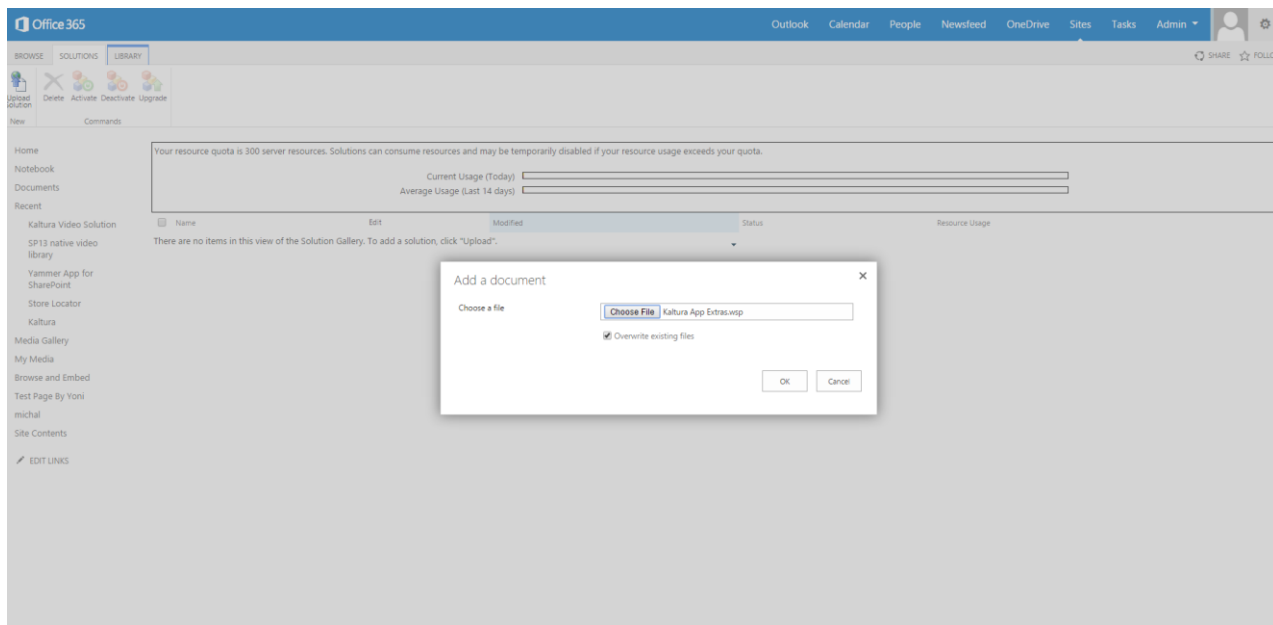 Office 365
Outlook Calendar People Newsfeed OneDrive Sites Tasks Admin
BROWSE SOLUTIONS LIBRARY
SHARE FOLLO
Upload Solution
Delete Activate Deactivate Upgrade
New Commands
Home
Notebook
Documents
Recent
Kaltura Video Solution
SP13 native video
library
Yammer App for
SharePoint
Store Locator
Kaltura
Media Gallery
My Media
Browse and Embed
Test Page By Yoni
michal
Site Contents
EDIT LINKS
Your resource quota is 300 server resources. Solutions can consume resources and may be temporarily disabled if your resource usage exceeds your quota.
Current Usage (Today)
Average Usage (Last 14 days)
Name Edit Modified Status Resource Usage
There are no items in this view of the Solution Gallery. To add a solution, click "Upload".
Add a document
Choose a file
Choose File Kaltura App Extras.wsp
Overwrite existing files
OK Cancel